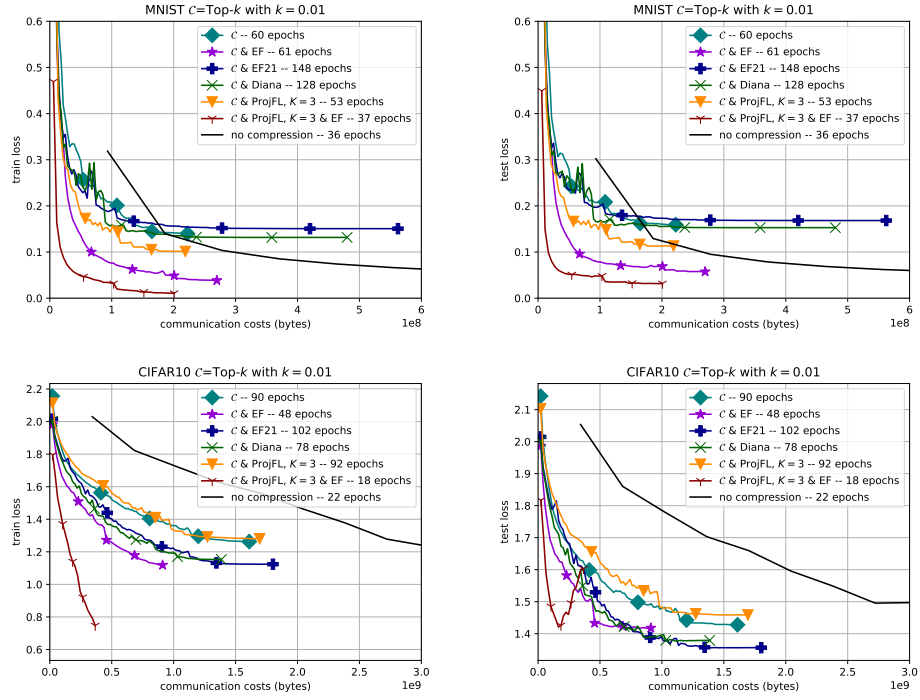 MNIST 𝒞=Top-k with k = 0.01
0.6
0.5
0.4
0.3
0.2
0.1
0.0
train loss
𝒞 -- 60 epochs
𝒞 & EF -- 61 epochs
𝒞 & EF21 -- 148 epochs
𝒞 & Diana -- 128 epochs
𝒞 & ProjFL, K = 3 -- 53 epochs
𝒞 & ProjFL, K = 3 & EF -- 37 epochs
no compression -- 36 epochs
0 1 2 3 4 5 6
communication costs (bytes) 1e8
MNIST 𝒞=Top-k with k = 0.01
0.6
0.5
0.4
0.3
0.2
0.1
0.0
test loss
𝒞 -- 60 epochs
𝒞 & EF -- 61 epochs
𝒞 & EF21 -- 148 epochs
𝒞 & Diana -- 128 epochs
𝒞 & ProjFL, K = 3 -- 53 epochs
𝒞 & ProjFL, K = 3 & EF -- 37 epochs
no compression -- 36 epochs
0 1 2 3 4 5 6
communication costs (bytes) 1e8
CIFAR10 𝒞=Top-k with k = 0.01
2.2
2.0
1.8
1.6
1.4
1.2
1.0
0.8
0.6
train loss
𝒞 -- 90 epochs
𝒞 & EF -- 48 epochs
𝒞 & EF21 -- 102 epochs
𝒞 & Diana -- 78 epochs
𝒞 & ProjFL, K = 3 -- 92 epochs
𝒞 & ProjFL, K = 3 & EF -- 18 epochs
no compression -- 22 epochs
0.0 0.5 1.0 1.5 2.0 2.5 3.0
communication costs (bytes) 1e9
CIFAR10 𝒞=Top-k with k = 0.01
2.1
2.0
1.9
1.8
1.7
1.6
1.5
1.4
test loss
𝒞 -- 90 epochs
𝒞 & EF -- 48 epochs
𝒞 & EF21 -- 102 epochs
𝒞 & Diana -- 78 epochs
𝒞 & ProjFL, K = 3 -- 92 epochs
𝒞 & ProjFL, K = 3 & EF -- 18 epochs
no compression -- 22 epochs
0.0 0.5 1.0 1.5 2.0 2.5 3.0
communication costs (bytes) 1e9